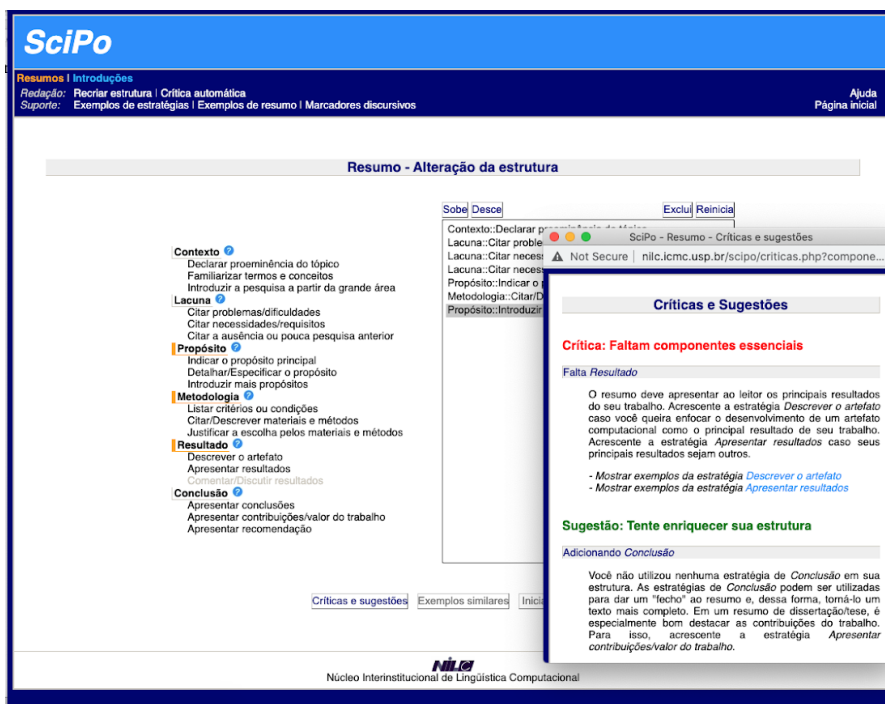 SciPo
Resumos | Introduções
Redação: Recriar estrutura | Crítica automática
Suporte: Exemplos de estratégias | Exemplos de resumo | Marcadores discursivos
Ajuda
Página inicial
Resumo - Alteração da estrutura
Contexto ?
Declarar proeminência do tópico
Familiarizar termos e conceitos
Introduzir a pesquisa a partir da grande área
Lacuna ?
Citar problemas/dificuldades
Citar necessidades/requisitos
Citar a ausência ou pouca pesquisa anterior
Propósito ?
Indicar o propósito principal
Detalhar/Especificar o propósito
Introduzir mais propósitos
Metodologia ?
Listar critérios ou condições
Citar/Descrever materiais e métodos
Justificar a escolha pelos materiais e métodos
Resultado ?
Descrever o artefato
Apresentar resultados
Comentar/Discutir resultados
Conclusão ?
Apresentar conclusões
Apresentar contribuições/valor do trabalho
Apresentar recomendação
Sobe Desce Exclui Reinicia
Contexto::Declarar proeminência do tópico
Lacuna::Citar proble
Lacuna::Citar neces
Lacuna::Citar neces
Propósito::Indicar o
Metodologia::Citar/D
Propósito::Introduzir
SciPo - Resumo - Críticas e sugestões
Not Secure | nilc.icmc.usp.br/scipo/criticas.php?compone...
Críticas e Sugestões
Crítica: Faltam componentes essenciais
Falta Resultado
O resumo deve apresentar ao leitor os principais resultados
do seu trabalho. Acrescente a estratégia Descrever o artefato
caso você queira enfocar o desenvolvimento de um artefato
computacional como o principal resultado de seu trabalho.
Acrescente a estratégia Apresentar resultados caso seus
principais resultados sejam outros.
- Mostrar exemplos da estratégia Descrever o artefato
- Mostrar exemplos da estratégia Apresentar resultados
Sugestão: Tente enriquecer sua estrutura
Adicionando Conclusão
Você não utilizou nenhuma estratégia de Conclusão em sua
estrutura. As estratégias de Conclusão podem ser utilizadas
para dar um "fecho" ao resumo e, dessa forma, torná-lo um
texto mais completo. Em um resumo de dissertação/tese, é
especialmente bom destacar as contribuições do trabalho.
Para isso, acrescente a estratégia Apresentar
contribuições/valor do trabalho.
Críticas e sugestões Exemplos similares Inicia
NILC
Núcleo Interinstitucional de Lingüística Computacional